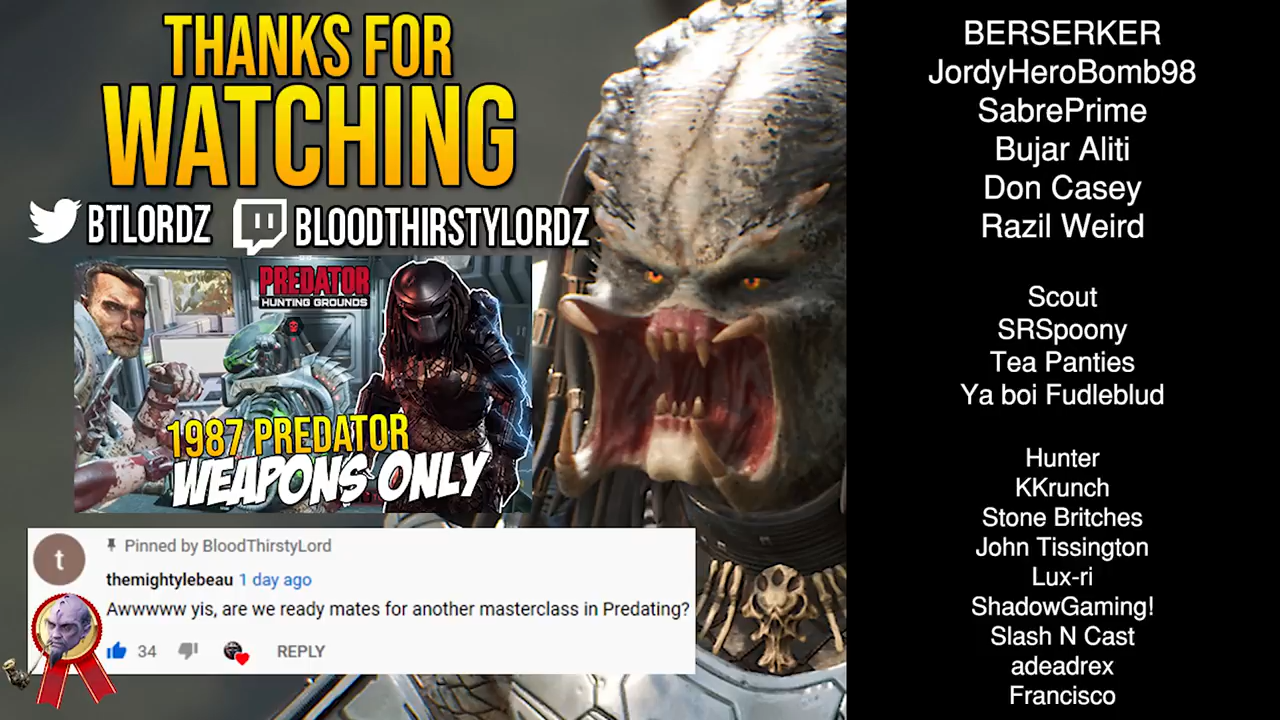 THANKS FOR
WATCHING
BTLORDZ
BLOODTHIRSTYLORDZ
PREDATOR
HUNTING GROUNDS
1987 PREDATOR
WEAPONS ONLY
t
Pinned by BloodThirstyLord
themightylebeau 1 day ago
Awwwww yis, are we ready mates for another masterclass in Predating?
34
REPLY
BERSERKER
JordyHeroBomb98
SabrePrime
Bujar Aliti
Don Casey
Razil Weird
Scout
SRSpoony
Tea Panties
Ya boi Fudleblud
Hunter
KKrunch
Stone Britches
John Tissington
Lux-ri
ShadowGaming!
Slash N Cast
adeadrex
Francisco